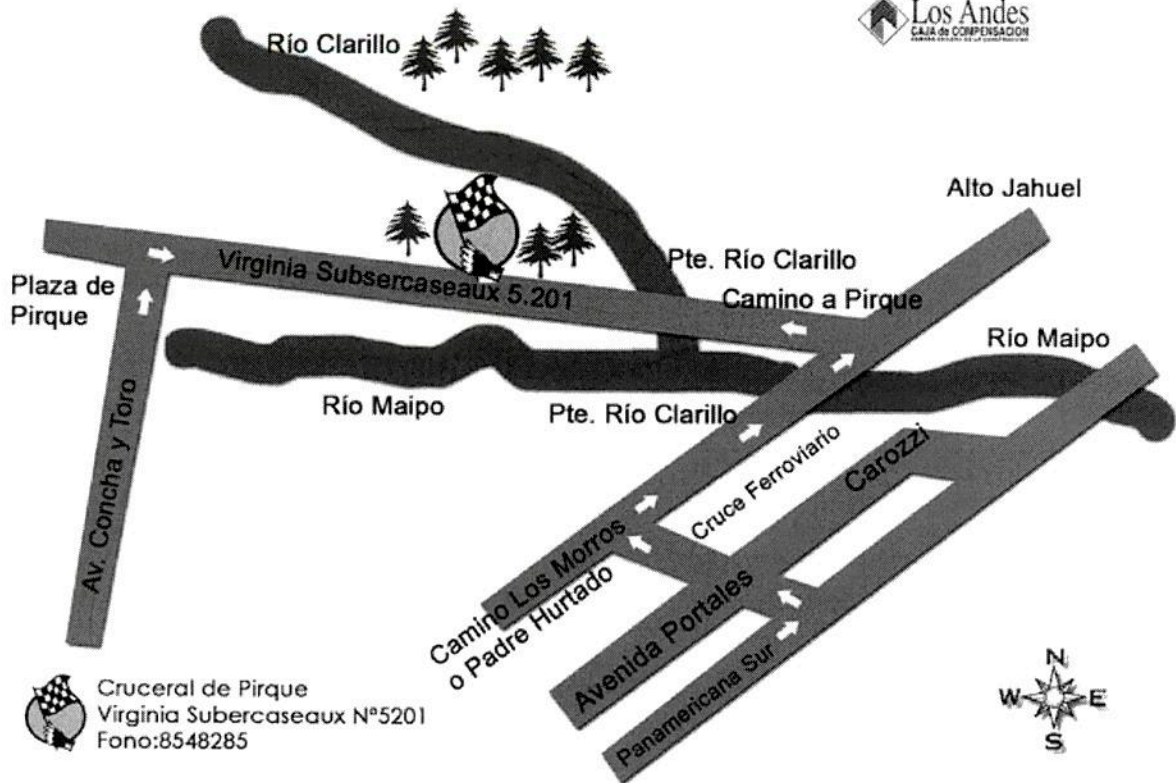 Los Andes
CAJA de COMPENSACION
Río Clarillo
Alto Jahuel
Pte. Río Clarillo
Virginia Subsercaseaux 5.201
Camino a Pirque
Plaza de
Pirque
Río Maipo
Río Maipo
Pte. Río Clarillo
Av. Concha y Toro
Cruce Ferroviario
Carozzi
Camino Los Morros
o Padre Hurtado
Avenida Portales
Panamericana Sur
Cruceral de Pirque
Virginia Subercaseaux Nª5201
Fono:8548285
N
W
E
S